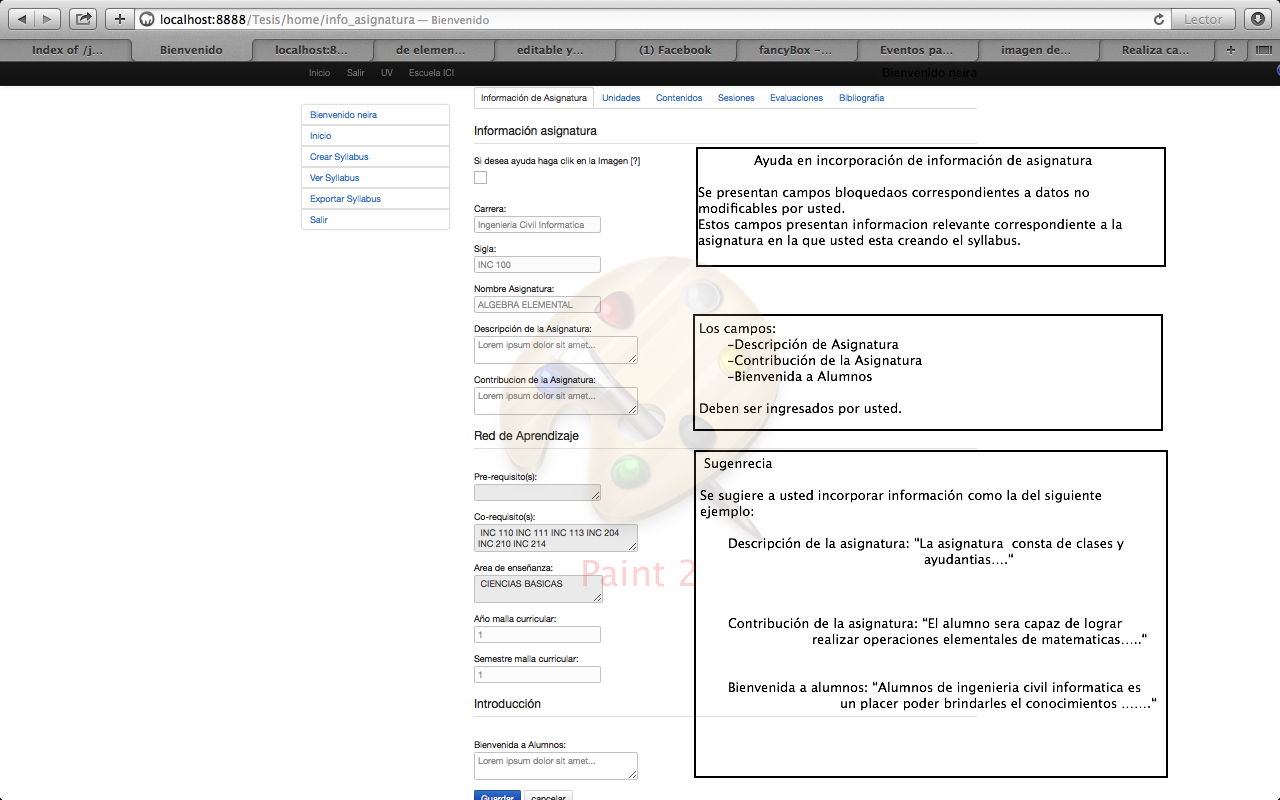 localhost:8888/Tesis/home/info_asignatura — Bienvenido
Lector
Index of /j...
Bienvenido
localhost:8...
de elemen...
editable y...
(1) Facebook
fancyBox -...
Eventos pa...
imagen de...
Realiza ca...
Inicio Salir UV Escuela ICI
Bienvenido neira
Bienvenido neira
Inicio
Crear Syllabus
Ver Syllabus
Exportar Syllabus
Salir
Información de Asignatura Unidades Contenidos Sesiones Evaluaciones Bibliografia
Información asignatura
Si desea ayuda haga clik en la Imagen [?]
Carrera:
Ingenieria Civil Informatica
Sigla:
INC 100
Nombre Asignatura:
ALGEBRA ELEMENTAL
Descripción de la Asignatura:
Lorem ipsum dolor sit amet...
Contribucion de la Asignatura:
Lorem ipsum dolor sit amet...
Red de Aprendizaje
Pre-requisito(s):
Co-requisito(s):
INC 110 INC 111 INC 113 INC 204
INC 210 INC 214
Area de enseñanza:
CIENCIAS BASICAS
Año malla curricular:
1
Semestre malla curricular:
1
Introducción
Bienvenida a Alumnos:
Lorem ipsum dolor sit amet...
Guardar cancelar
Ayuda en incorporación de información de asignatura
Se presentan campos bloquedaos correspondientes a datos no
modificables por usted.
Estos campos presentan informacion relevante correspondiente a la
asignatura en la que usted esta creando el syllabus.
Los campos:
-Descripción de Asignatura
-Contribución de la Asignatura
-Bienvenida a Alumnos
Deben ser ingresados por usted.
Sugenrecia
Se sugiere a usted incorporar información como la del siguiente
ejemplo:
Descripción de la asignatura: "La asignatura consta de clases y
ayudantias...."
Contribución de la asignatura: "El alumno sera capaz de lograr
realizar operaciones elementales de matematicas....."
Bienvenida a alumnos: "Alumnos de ingenieria civil informatica es
un placer poder brindarles el conocimientos ......."
Paint 2